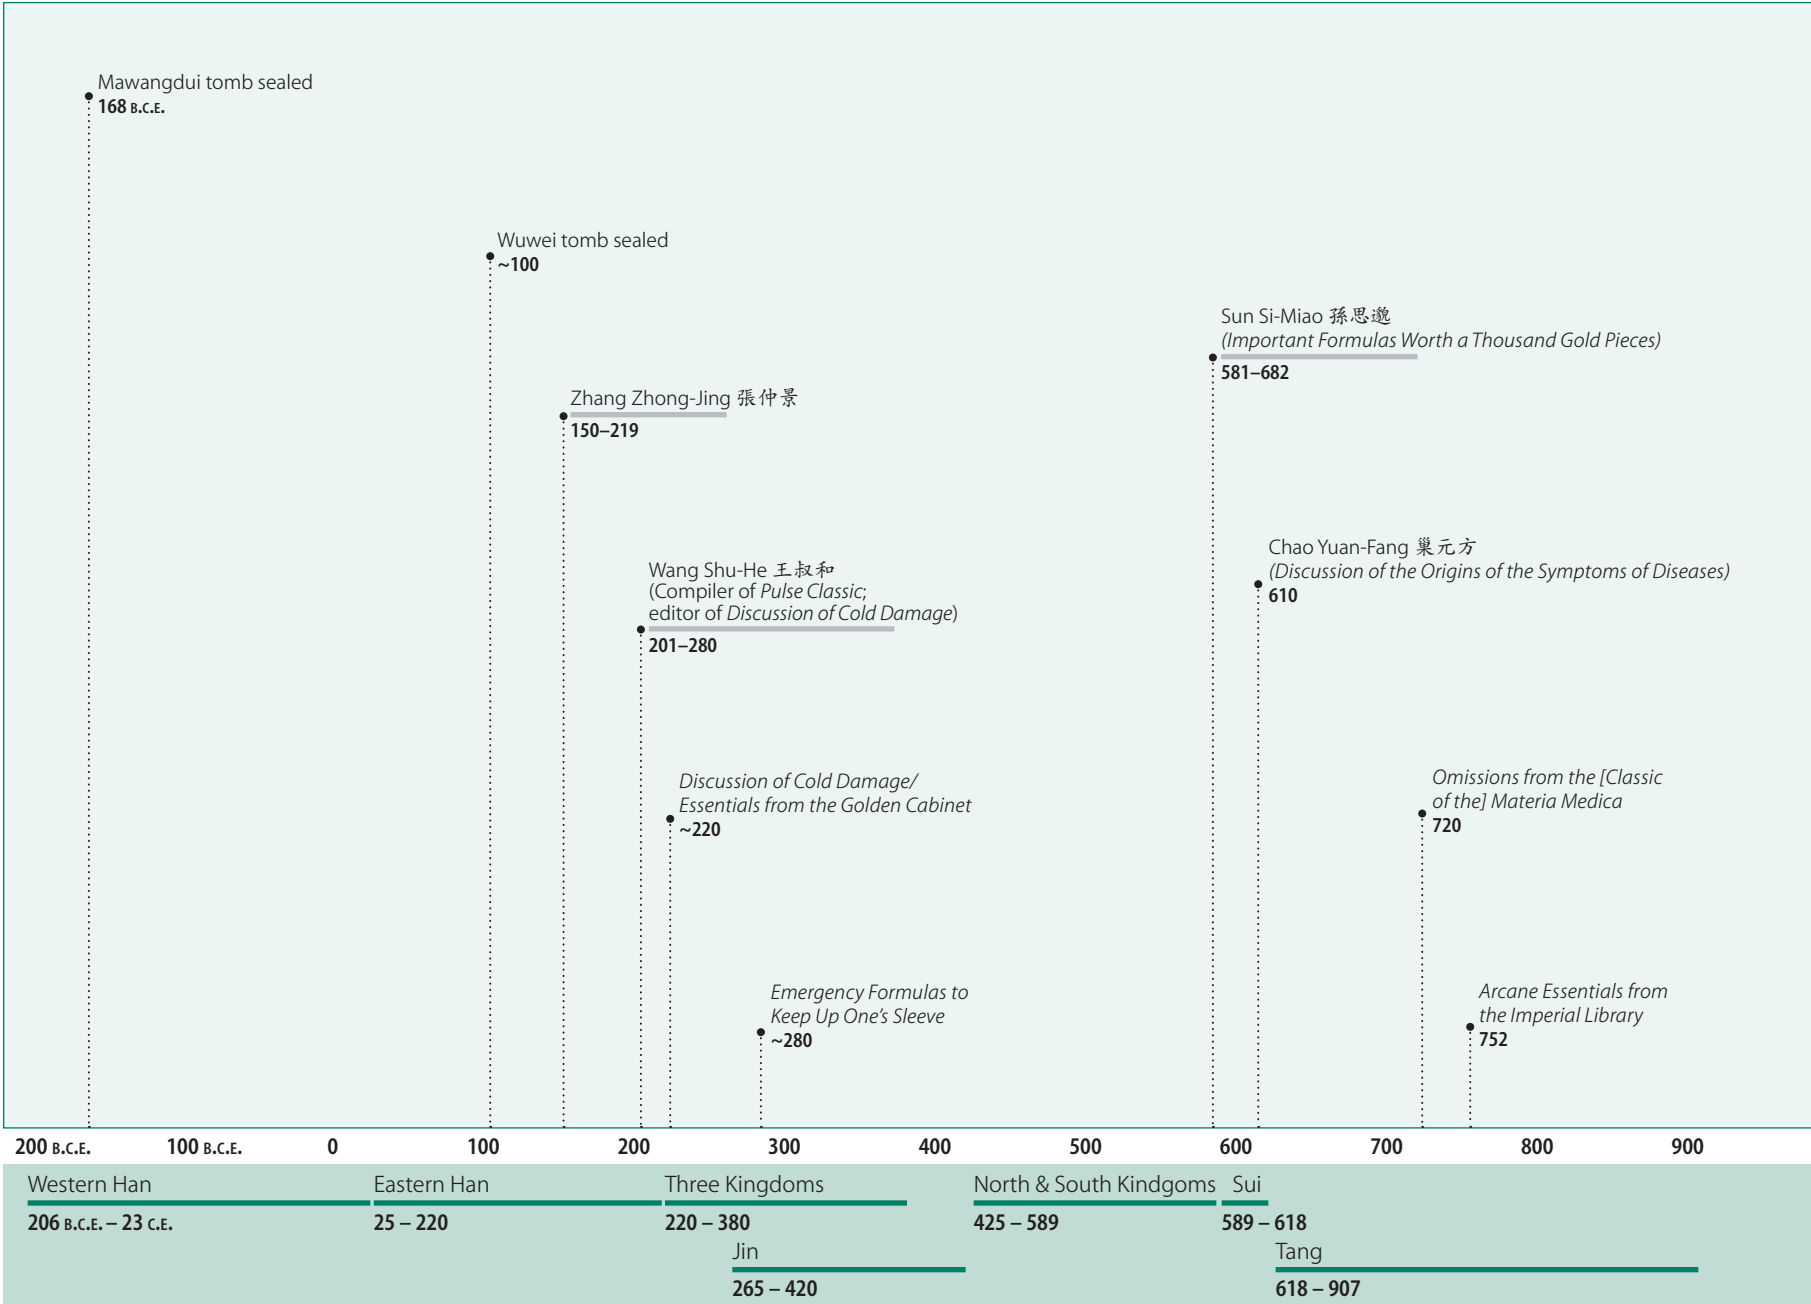 Mawangdui tomb sealed
168 B.C.E.
Wuwei tomb sealed
~100
Sun Si-Miao 孫思邈
(Important Formulas Worth a Thousand Gold Pieces)
581–682
Zhang Zhong-Jing 張仲景
150–219
Chao Yuan-Fang 巢元方
(Discussion of the Origins of the Symptoms of Diseases)
610
Wang Shu-He 王叔和
(Compiler of Pulse Classic;
editor of Discussion of Cold Damage)
201–280
Discussion of Cold Damage/
Essentials from the Golden Cabinet
~220
Omissions from the [Classic
of the] Materia Medica
720
Emergency Formulas to
Keep Up One’s Sleeve
~280
Arcane Essentials from
the Imperial Library
752
200 B.C.E. 100 B.C.E. 0 100 200 300 400 500 600 700 800 900
Western Han Eastern Han Three Kingdoms North & South Kindgoms Sui
206 B.C.E. – 23 C.E. 25 – 220 220 – 380 425 – 589 589 – 618
Jin Tang
265 – 420 618 – 907